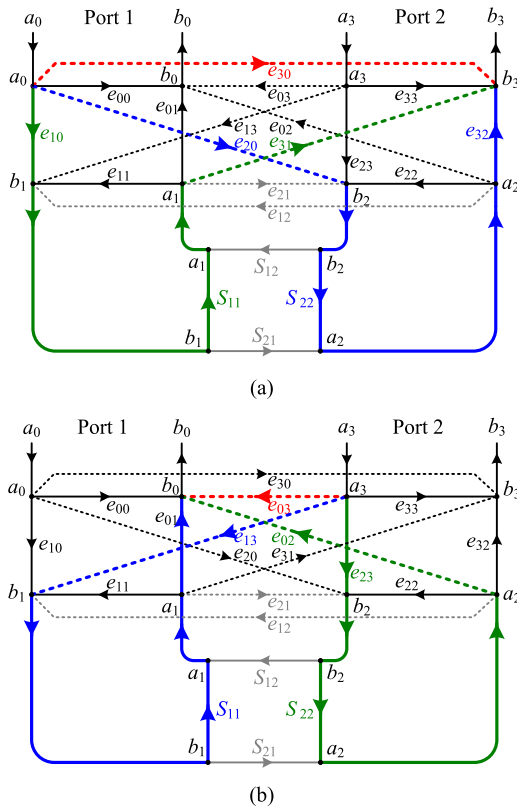 a0 Port 1 b0 a3 Port 2 b3
e30
a0 b0 a3 b3
e00 e03 e33
e01
e10 e13 e02 e32
e20 e31
e23
b1 e11 e21 e22 a2
a1 e12 b2
a1 S12 b2
S11 S22
b1 S21 a2
(a)
a0 Port 1 b0 a3 Port 2 b3
e30
a0 b0 a3 b3
e00 e03 e33
e01
e10 e13 e02 e32
e20 e31
e23
b1 e11 e21 e22 a2
a1 e12 b2
a1 S12 b2
S11 S22
b1 S21 a2
(b)